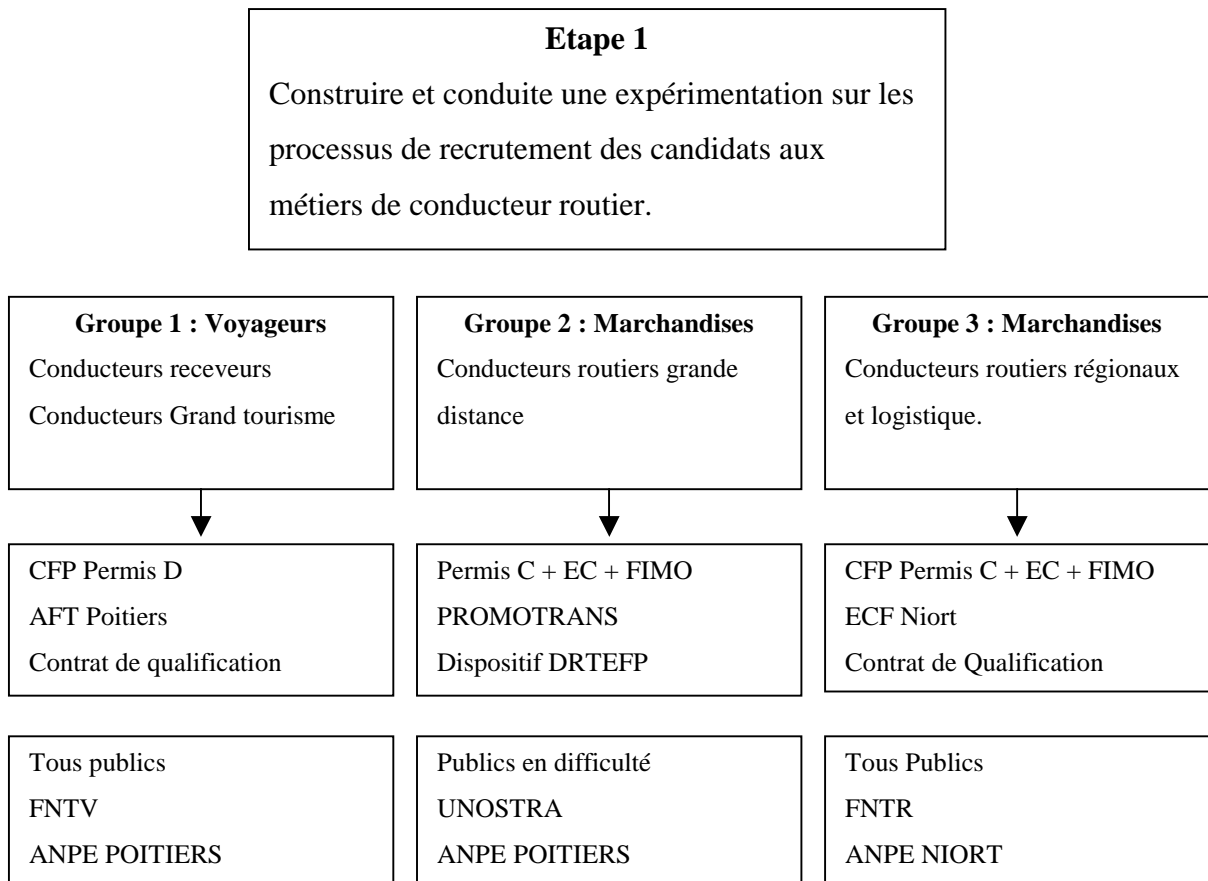 Etape 1
Construire et conduite une expérimentation sur les
processus de recrutement des candidats aux
métiers de conducteur routier.
Groupe 1 : Voyageurs
Conducteurs receveurs
Conducteurs Grand tourisme
Groupe 2 : Marchandises
Conducteurs routiers grande
distance
Groupe 3 : Marchandises
Conducteurs routiers régionaux
et logistique.
CFP Permis D
AFT Poitiers
Contrat de qualification
Permis C + EC + FIMO
PROMOTRANS
Dispositif DRTEFP
CFP Permis C + EC + FIMO
ECF Niort
Contrat de Qualification
Tous publics
FNTV
ANPE POITIERS
Publics en difficulté
UNOSTRA
ANPE POITIERS
Tous Publics
FNTR
ANPE NIORT